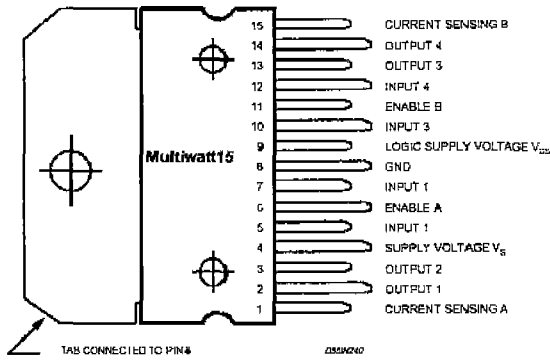 15 CURRENT SENSING B
14 OUTPUT 4
13 OUTPUT 3
12 INPUT 4
11 ENABLE B
10 INPUT 3
Multiwatt15
9 LOGIC SUPPLY VOLTAGE VSS
8 GND
7 INPUT 1
6 ENABLE A
5 INPUT 1
4 SUPPLY VOLTAGE VS
3 OUTPUT 2
2 OUTPUT 1
1 CURRENT SENSING A
TAB CONNECTED TO PIN 8